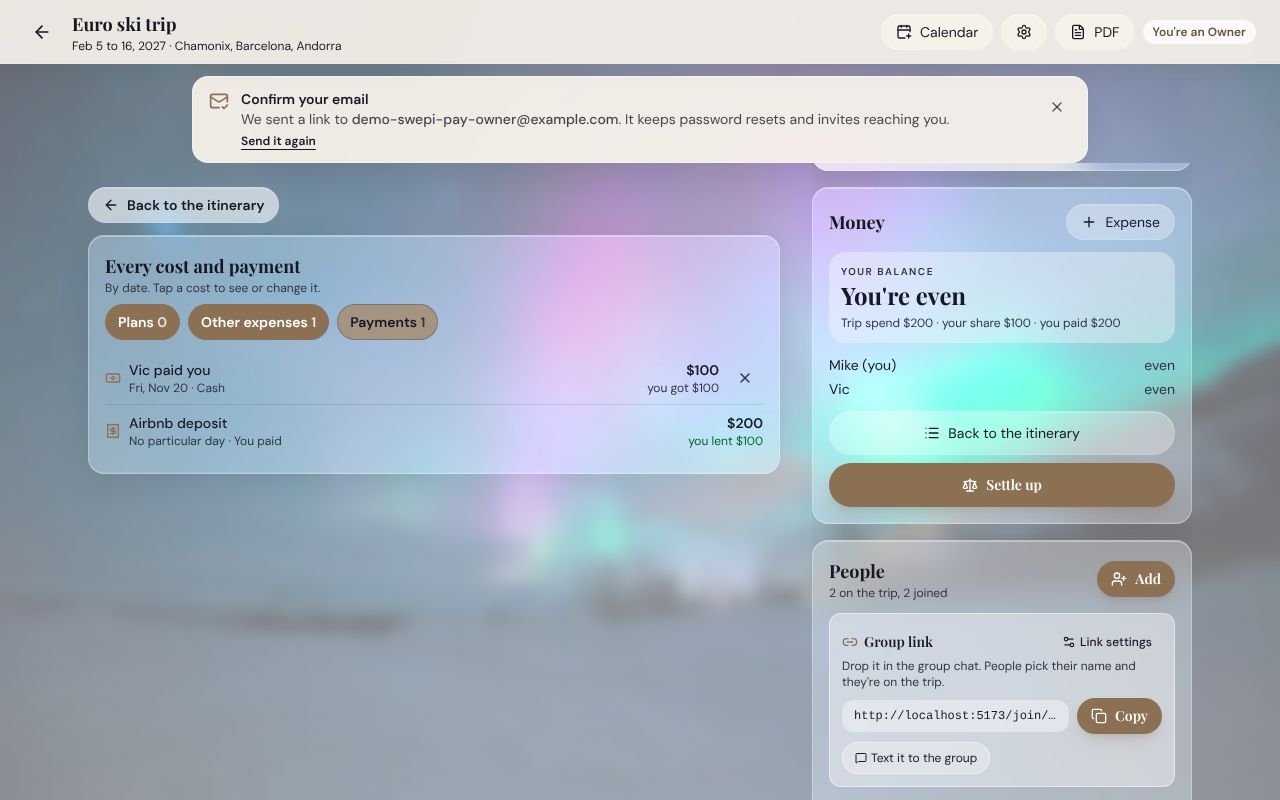 Euro ski trip
Feb 5 to 16, 2027 · Chamonix, Barcelona, Andorra
Calendar
PDF
You're an Owner
Confirm your email
We sent a link to demo-swepi-pay-owner@example.com. It keeps password resets and invites reaching you.
Send it again
Back to the itinerary
Every cost and payment
By date. Tap a cost to see or change it.
Plans 0
Other expenses 1
Payments 1
Vic paid you
$100
Fri, Nov 20 · Cash
you got $100
Airbnb deposit
$200
No particular day · You paid
you lent $100
Money
Expense
YOUR BALANCE
You're even
Trip spend $200 · your share $100 · you paid $200
Mike (you)
even
Vic
even
Back to the itinerary
Settle up
People
2 on the trip, 2 joined
Add
Group link
Link settings
Drop it in the group chat. People pick their name and
they're on the trip.
http://localhost:5173/join/…
Copy
Text it to the group